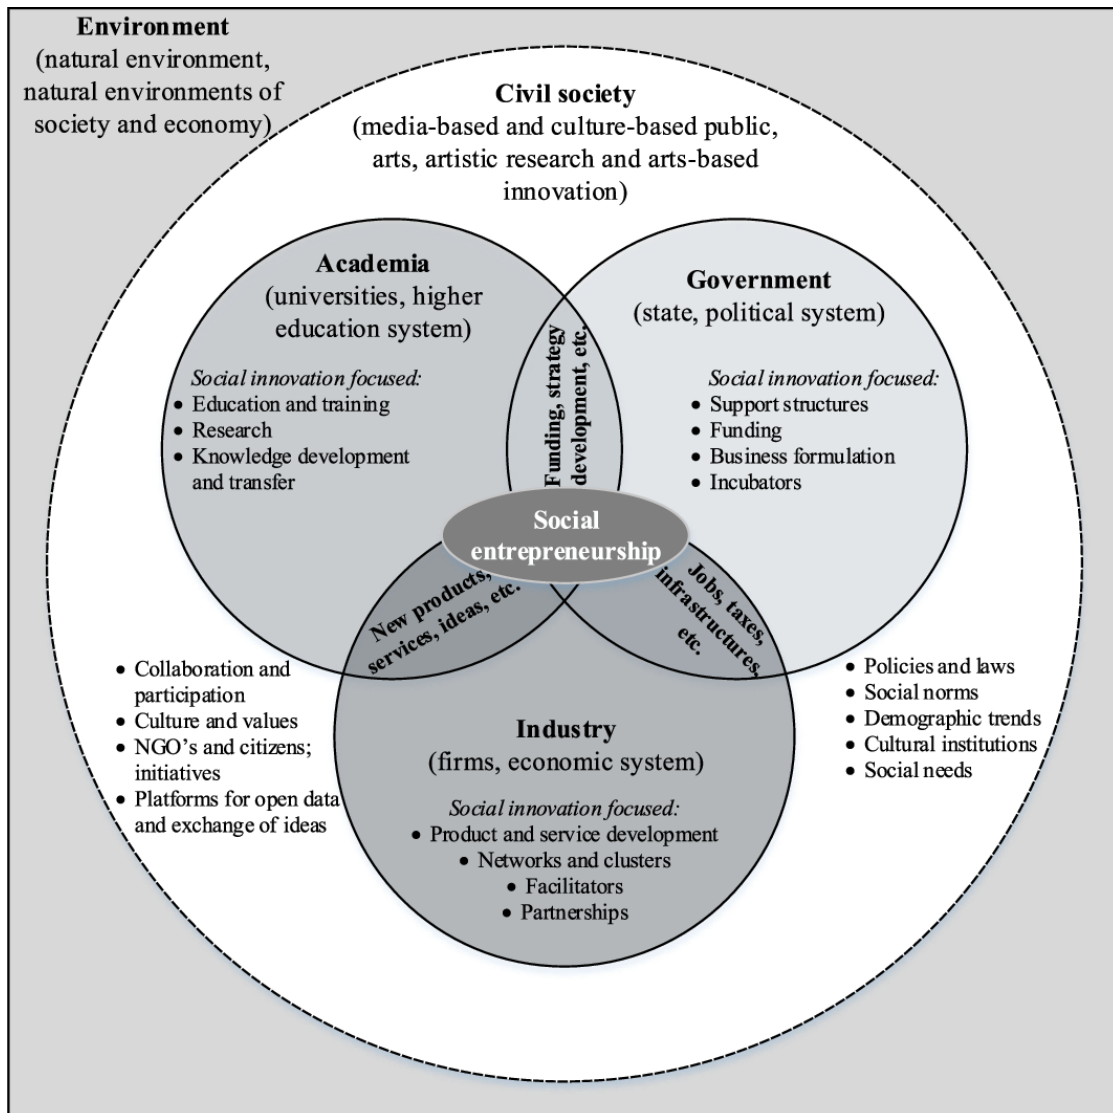 Environment
(natural environment,
natural environments of
society and economy)
Civil society
(media-based and culture-based public,
arts, artistic research and arts-based
innovation)
Academia
(universities, higher
education system)
Social innovation focused:
• Education and training
• Research
• Knowledge development
and transfer
Funding, strategy
development, etc,
Government
(state, political system)
Social innovation focused:
• Support structures
• Funding
• Business formulation
• Incubators
Social
entrepreneurship
New products,
services, ideas, etc.
Jobs, taxes,
infrastructures,
etc.
• Collaboration and
participation
• Culture and values
• NGO’s and citizens;
initiatives
• Platforms for open data
and exchange of ideas
• Policies and laws
• Social norms
• Demographic trends
• Cultural institutions
• Social needs
Industry
(firms, economic system)
Social innovation focused:
• Product and service development
• Networks and clusters
• Facilitators
• Partnerships